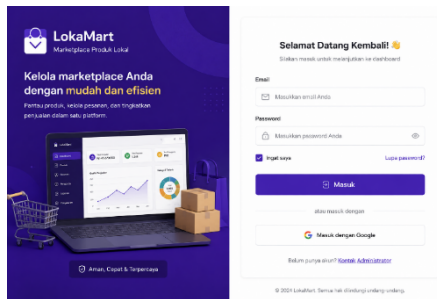 LokaMart
Marketplace Produk Lokal
Kelola marketplace Anda
dengan mudah dan efisien
Pantau produk, kelola pesanan, dan tingkatkan
penjualan dalam satu platform.
Aman, Cepat & Terpercaya
Selamat Datang Kembali! 👋
Silakan masuk untuk melanjutkan ke dashboard
Email
Masukkan email Anda
Password
Masukkan password Anda
Ingat saya
Lupa password?
Masuk
atau masuk dengan
Masuk dengan Google
Belum punya akun? Kontak Administrator
© 2024 LokaMart. Semua hak dilindungi undang-undang.